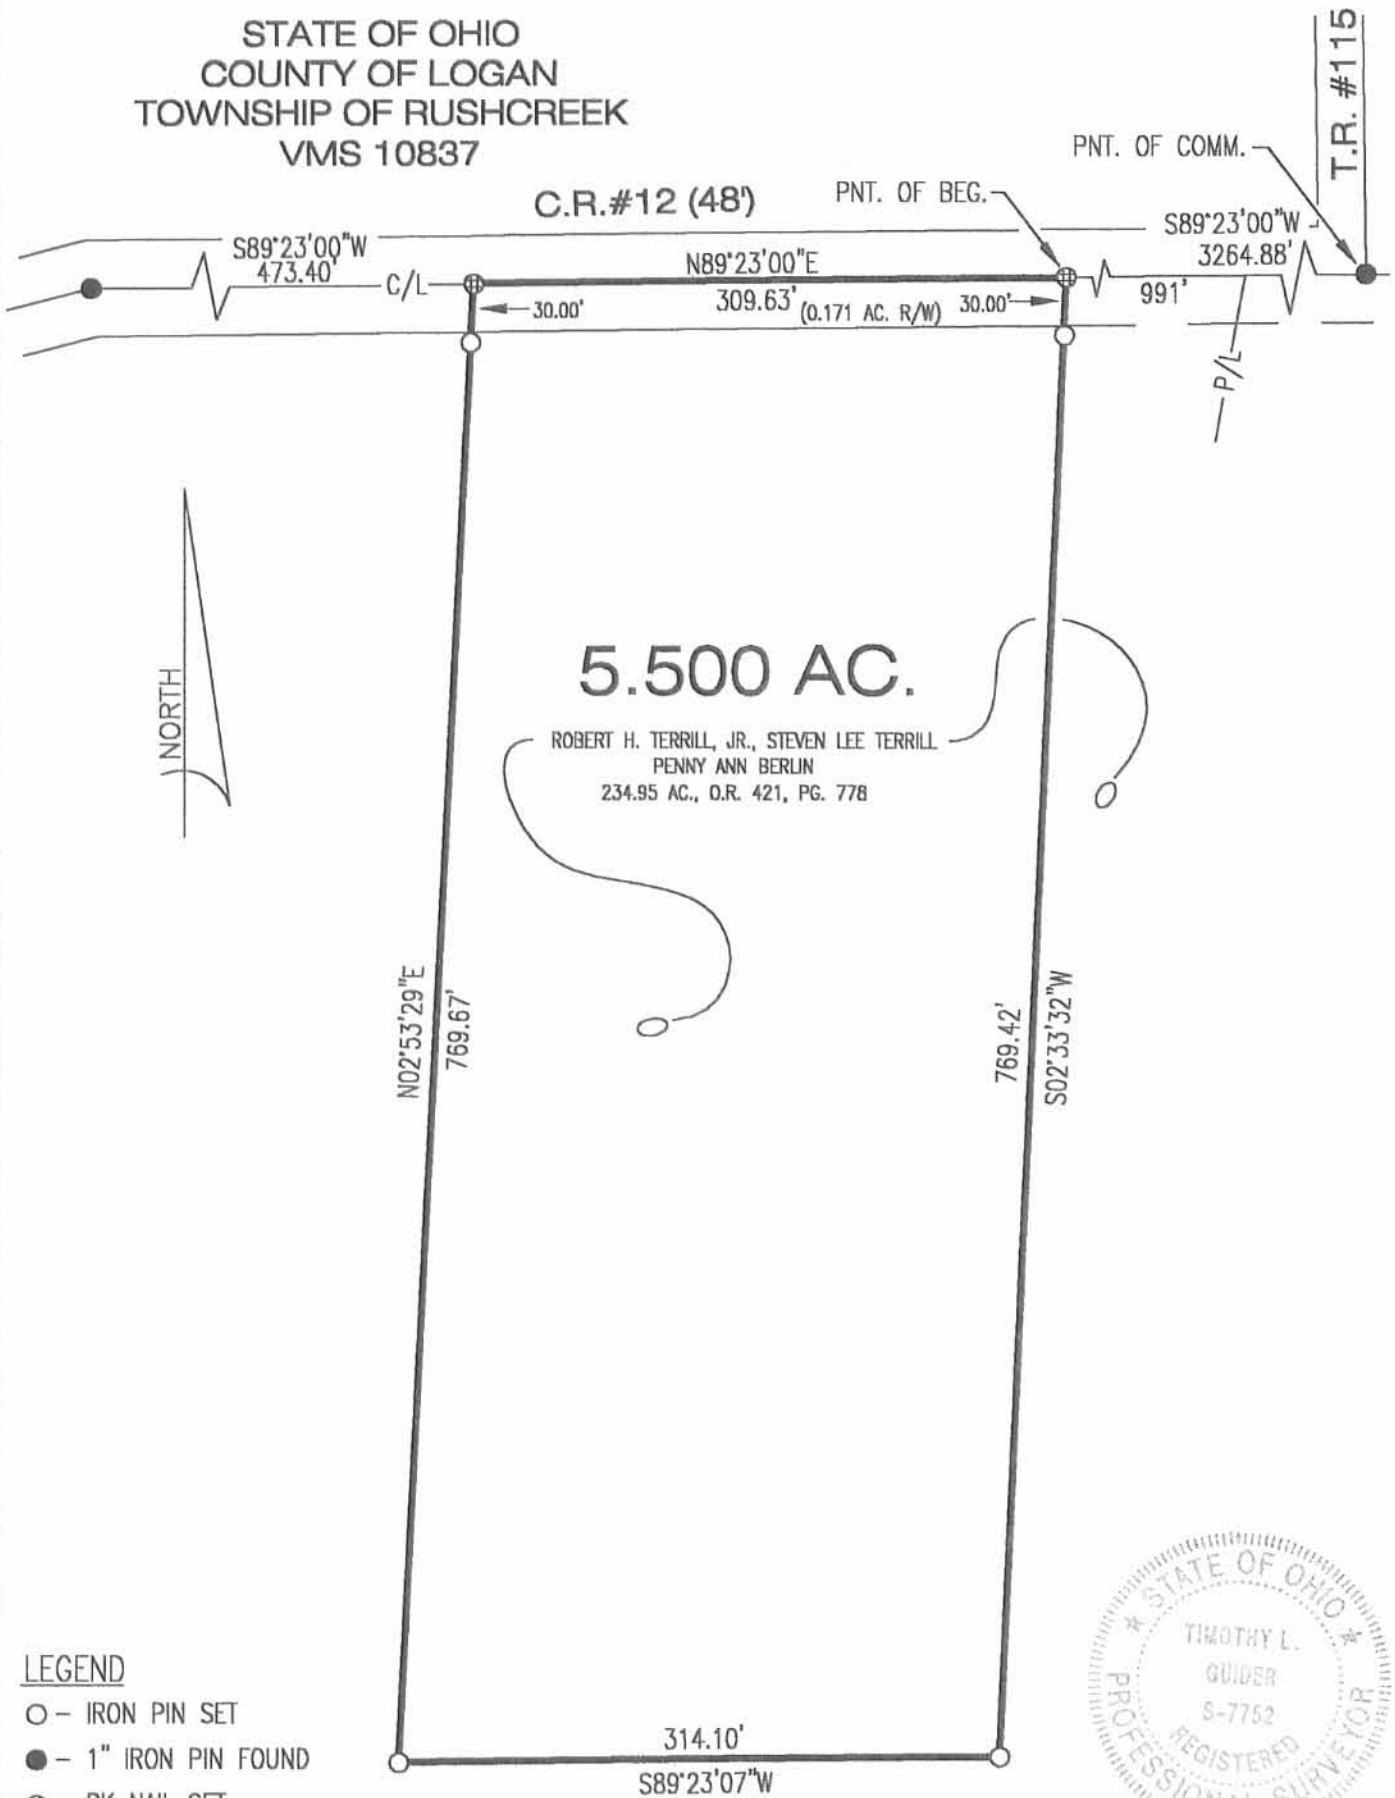 STATE OF OHIO
COUNTY OF LOGAN
TOWNSHIP OF RUSHCREEK
VMS 10837
T.R. #115
PNT. OF COMM.
C.R.#12 (48')
PNT. OF BEG.
S89°23'00"W
473.40'
C/L
N89°23'00"E
309.63'
(0.171 AC. R/W)
30.00'
30.00'
S89°23'00"W
3264.88'
991'
P/L
NORTH
5.500 AC.
ROBERT H. TERRILL, JR., STEVEN LEE TERRILL
PENNY ANN BERLIN
234.95 AC., O.R. 421, PG. 778
N02°53'29"E
769.67'
769.42'
S02°33'32"W
314.10'
S89°23'07"W
LEGEND
O - IRON PIN SET
● - 1" IRON PIN FOUND
PK NAIL SET
STATE OF OHIO
TIMOTHY L.
GUIDER
S-7752
REGISTERED
PROFESSIONAL SURVEYOR